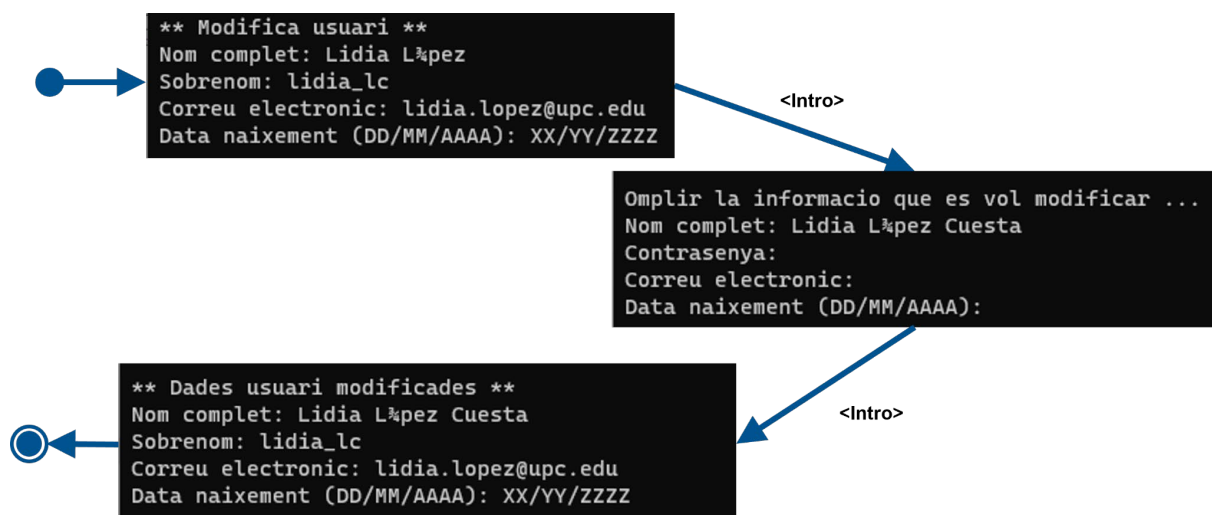 ** Modifica usuari **
Nom complet: Lidia L¾pez
Sobrenom: lidia_lc
Correu electronic: lidia.lopez@upc.edu
Data naixement (DD/MM/AAAA): XX/YY/ZZZZ
<Intro>
Omplir la informacio que es vol modificar ...
Nom complet: Lidia L¾pez Cuesta
Contrasenya:
Correu electronic:
Data naixement (DD/MM/AAAA):
<Intro>
** Dades usuari modificades **
Nom complet: Lidia L¾pez Cuesta
Sobrenom: lidia_lc
Correu electronic: lidia.lopez@upc.edu
Data naixement (DD/MM/AAAA): XX/YY/ZZZZ